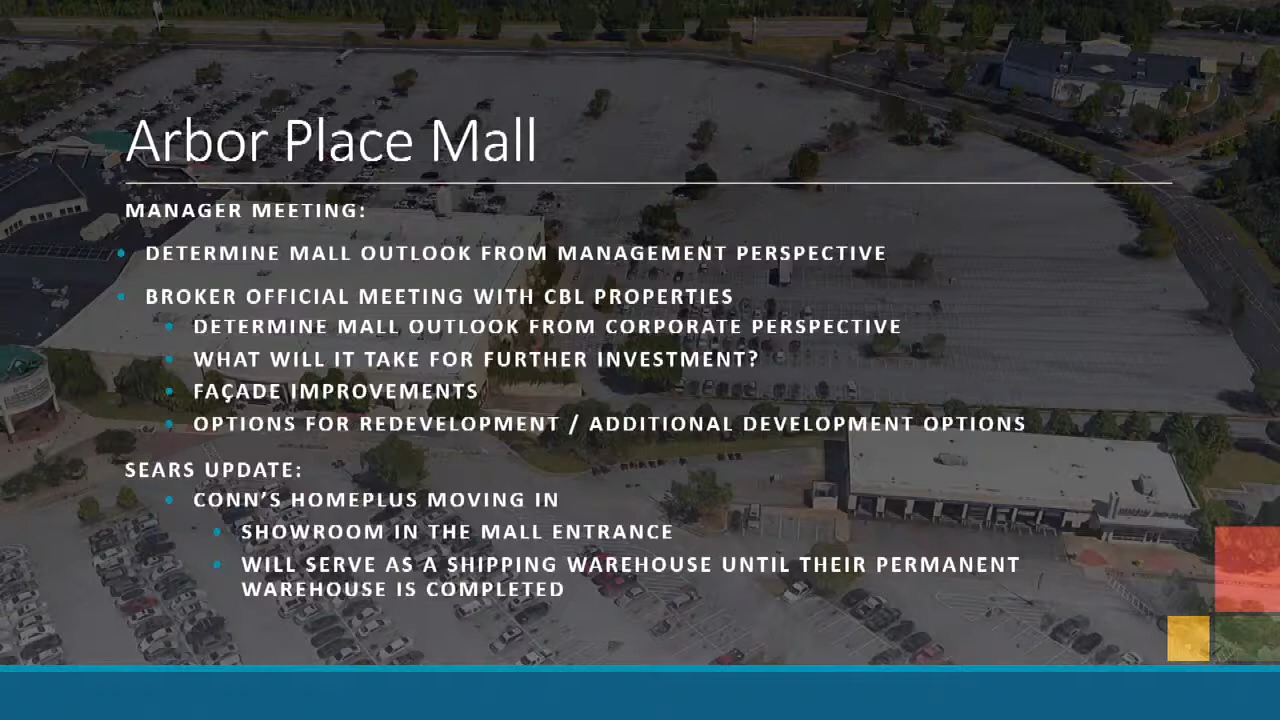 Arbor Place Mall
MANAGER MEETING:
• DETERMINE MALL OUTLOOK FROM MANAGEMENT PERSPECTIVE
• BROKER OFFICIAL MEETING WITH CBL PROPERTIES
• DETERMINE MALL OUTLOOK FROM CORPORATE PERSPECTIVE
• WHAT WILL IT TAKE FOR FURTHER INVESTMENT?
• FAÇADE IMPROVEMENTS
• OPTIONS FOR REDEVELOPMENT / ADDITIONAL DEVELOPMENT OPTIONS
SEARS UPDATE:
• CONN'S HOMEPLUS MOVING IN
• SHOWROOM IN THE MALL ENTRANCE
• WILL SERVE AS A SHIPPING WAREHOUSE UNTIL THEIR PERMANENT
WAREHOUSE IS COMPLETED